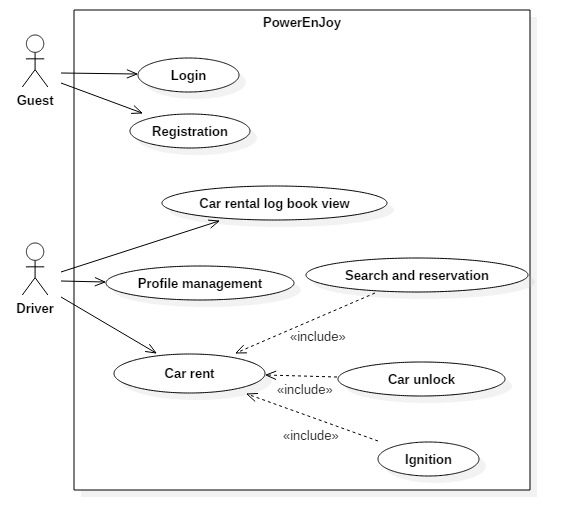 PowerEnJoy
Login
Guest
Registration
Car rental log book view
Search and reservation
Profile management
Driver
«include»
Car rent
Car unlock
«include»
«include»
Ignition